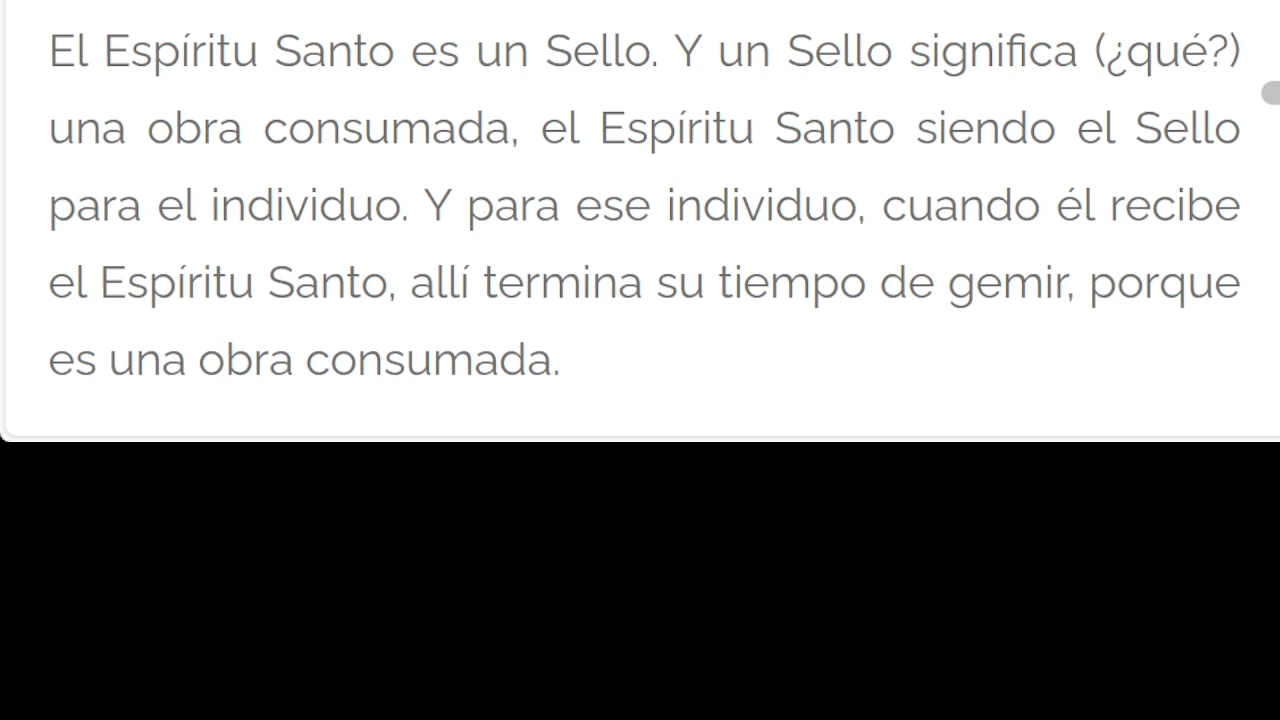 El Espíritu Santo es un Sello. Y un Sello significa (¿qué?)
una obra consumada, el Espíritu Santo siendo el Sello
para el individuo. Y para ese individuo, cuando él recibe
el Espíritu Santo, allí termina su tiempo de gemir, porque
es una obra consumada.